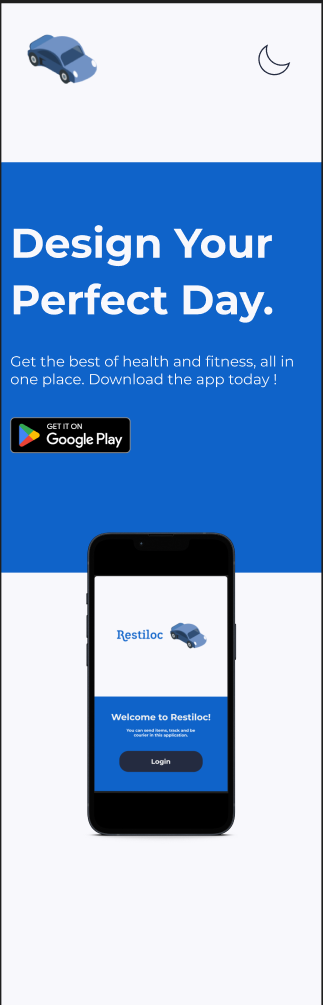 Design Your
Perfect Day.
Get the best of health and fitness, all in
one place. Download the app today !
GET IT ON
Google Play
Restiloc
Welcome to Restiloc!
You can send items, track and be
courier in this application.
Login